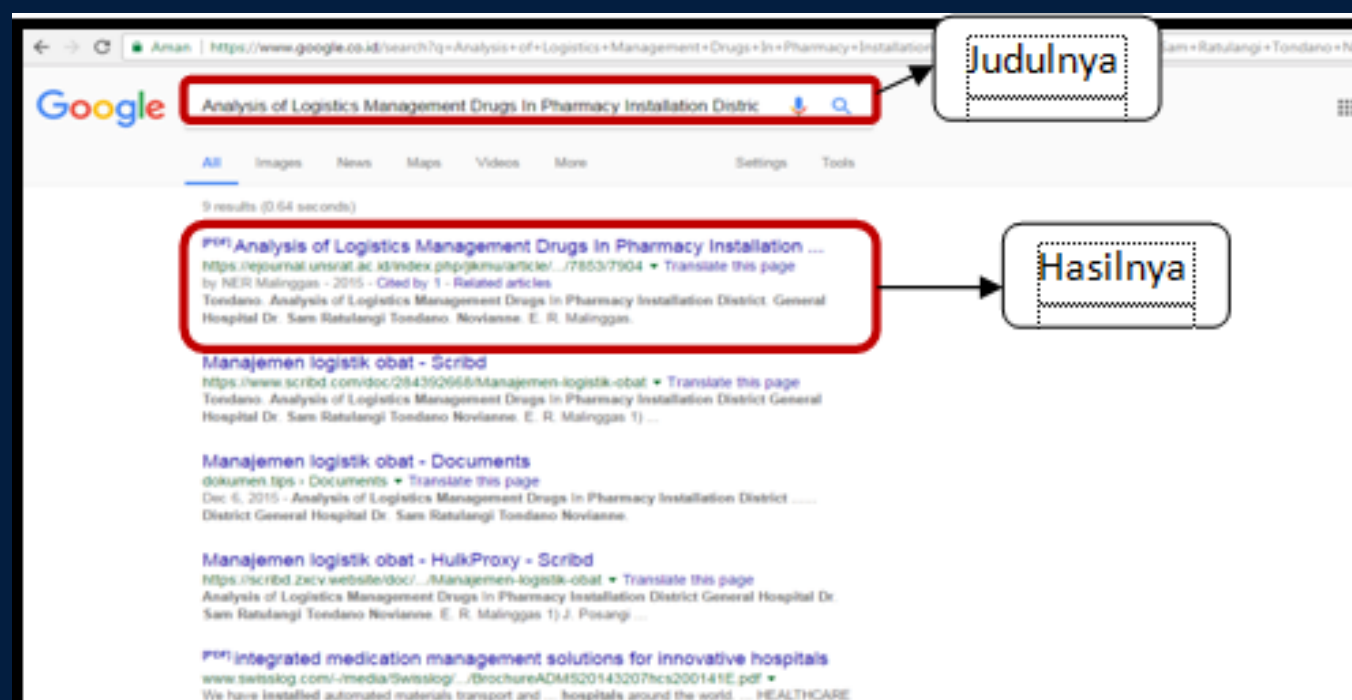 Aman | https://www.google.co.id/search?q=Analysis+of+Logistics+Management+Drugs+In+Pharmacy+Installation
Sam+Ratulangi+Tondano+N
Judulnya
Google
Analysis of Logistics Management Drugs In Pharmacy Installation Distric
All Images News Maps Videos More Settings Tools
9 results (0.64 seconds)
[PDF] Analysis of Logistics Management Drugs In Pharmacy Installation ...
https://ejournal.unsrat.ac.id/index.php/jikmu/article/.../7853/7904 ▾ Translate this page
by NER Malinggas - 2015 - Cited by 1 - Related articles
Tondano. Analysis of Logistics Management Drugs In Pharmacy Installation District. General
Hospital Dr. Sam Ratulangi Tondano. Novianne. E. R. Malinggas.
Hasilnya
Manajemen logistik obat - Scribd
https://www.scribd.com/doc/284392668/Manajemen-logistik-obat ▾ Translate this page
Tondano. Analysis of Logistics Management Drugs In Pharmacy Installation District General
Hospital Dr. Sam Ratulangi Tondano Novianne. E. R. Malinggas 1) ...
Manajemen logistik obat - Documents
dokumen.tips › Documents ▾ Translate this page
Dec 6, 2015 - Analysis of Logistics Management Drugs In Pharmacy Installation District ......
District General Hospital Dr. Sam Ratulangi Tondano Novianne.
Manajemen logistik obat - HulkProxy - Scribd
https://scribd.zxcv.website/doc/.../Manajemen-logistik-obat ▾ Translate this page
Analysis of Logistics Management Drugs In Pharmacy Installation District General Hospital Dr.
Sam Ratulangi Tondano Novianne. E. R. Malinggas 1) J. Posangi ...
[PDF] integrated medication management solutions for innovative hospitals
www.swisslog.com/-/media/Swisslog/.../BrochureADMS20143207hcs200141E.pdf ▾
We have installed automated materials transport and ... hospitals around the world. ... HEALTHCARE